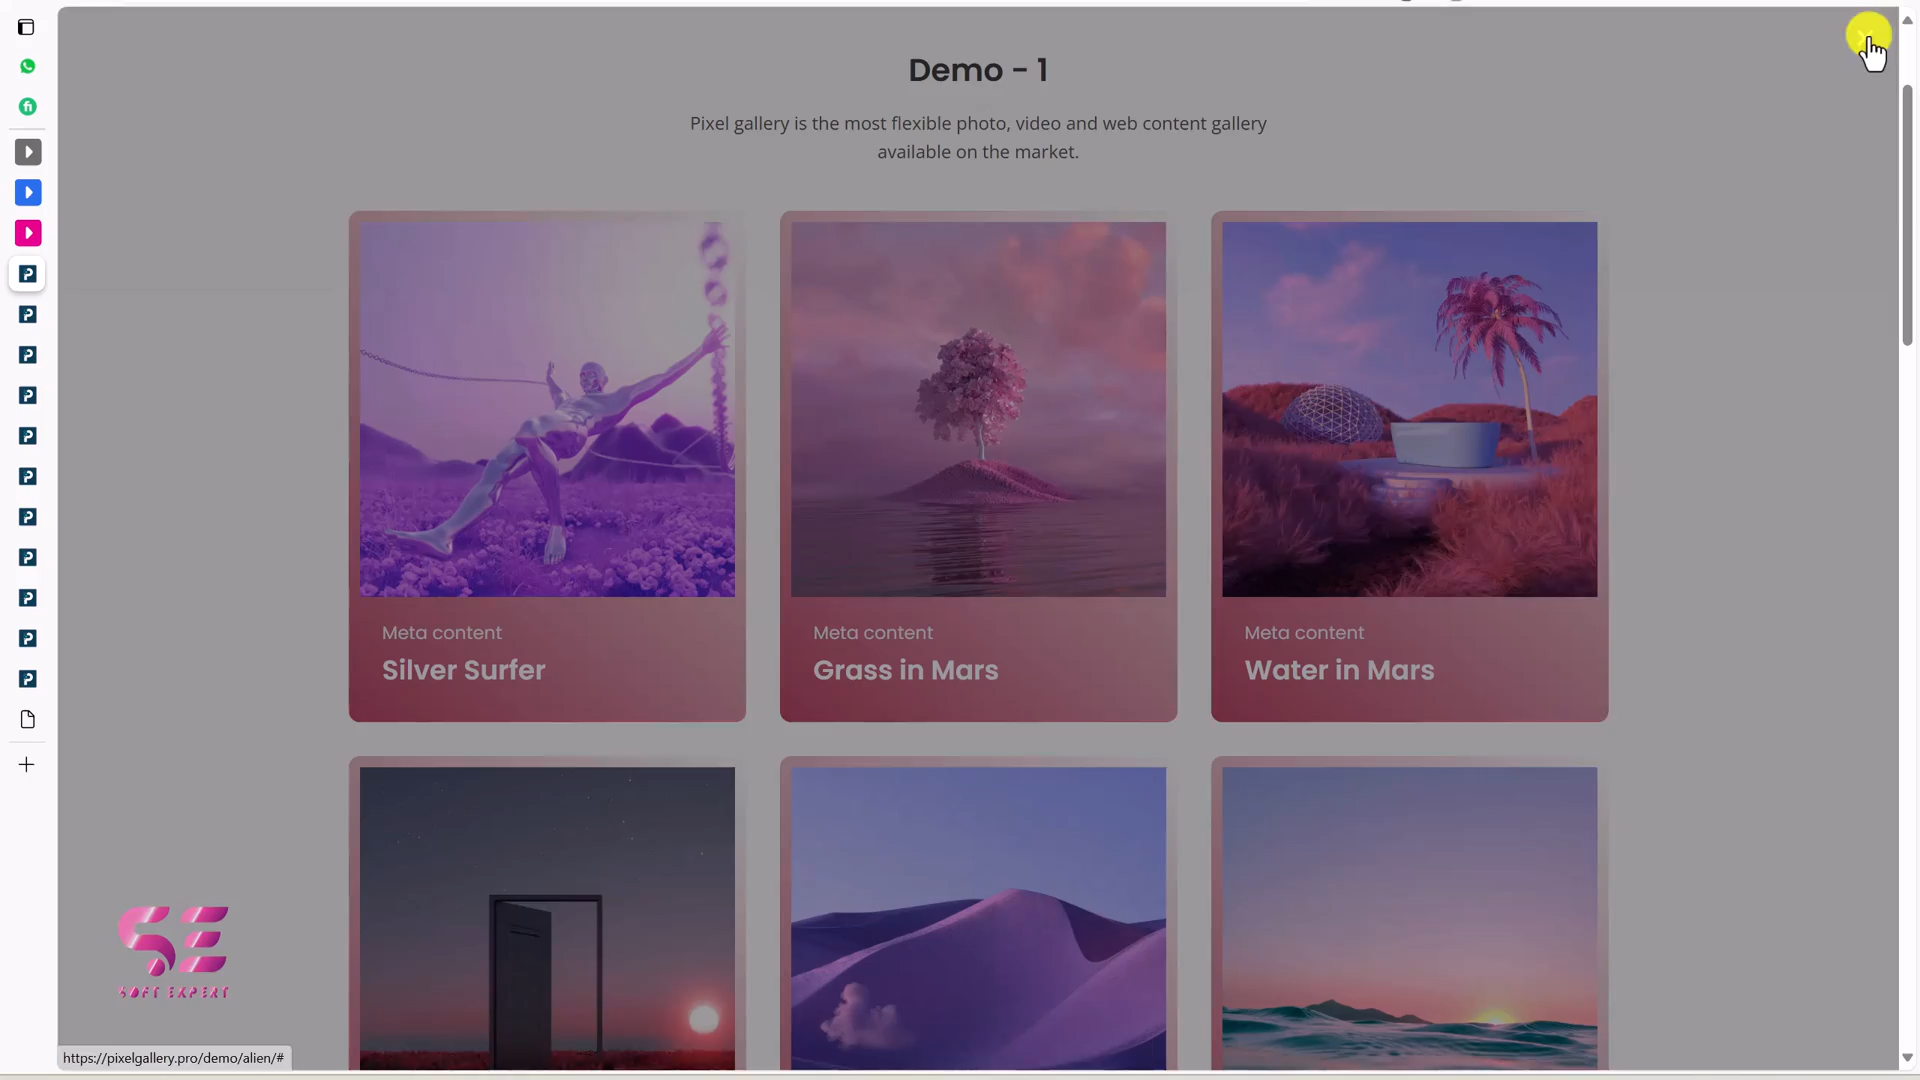 Demo - 1
Pixel gallery is the most flexible photo, video and web content gallery
available on the market.
Meta content
Silver Surfer
Meta content
Grass in Mars
Meta content
Water in Mars
SE
SOFT EXPERT
https://pixelgallery.pro/demo/alien/#